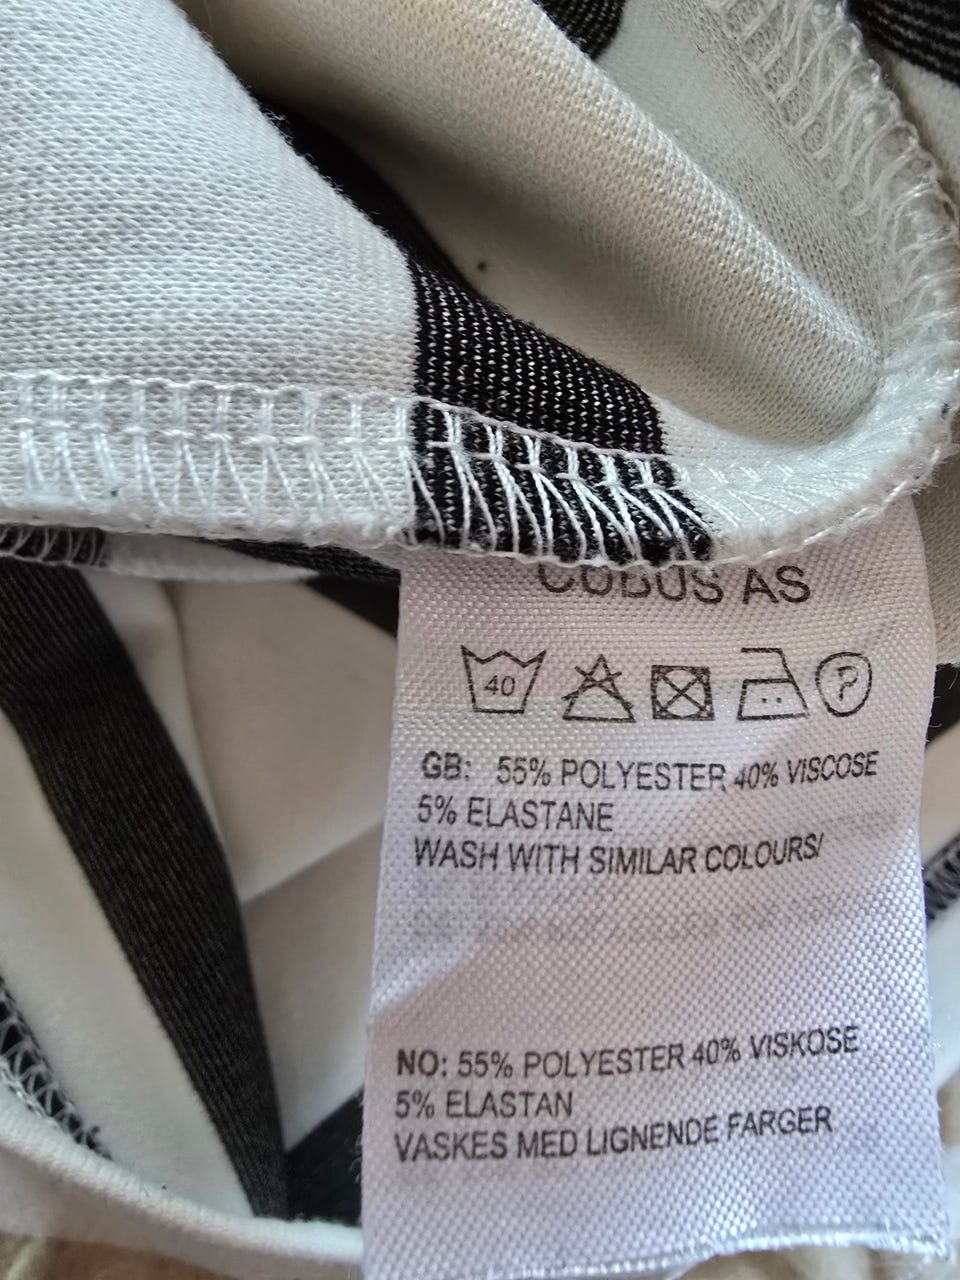 CUBUS AS
40
P
GB: 55% POLYESTER 40% VISCOSE
5% ELASTANE
WASH WITH SIMILAR COLOURS/
NO: 55% POLYESTER 40% VISKOSE
5% ELASTAN
VASKES MED LIGNENDE FARGER